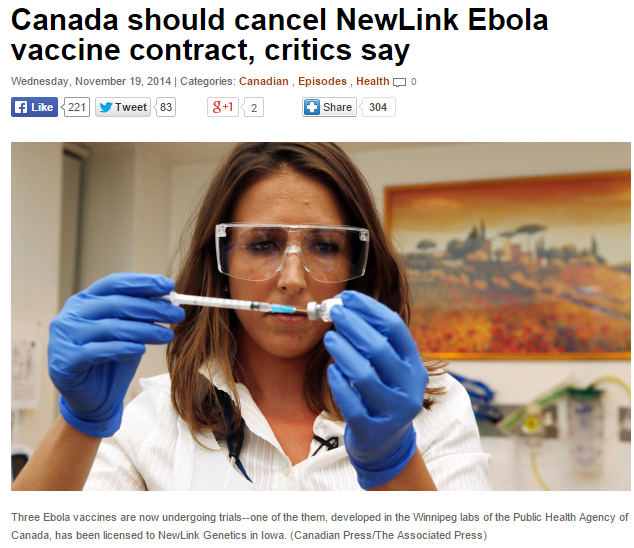 Canada should cancel NewLink Ebola
vaccine contract, critics say
Wednesday, November 19, 2014 | Categories: Canadian , Episodes , Health 0
Like 221 Tweet 83 g+1 2 Share 304
Three Ebola vaccines are now undergoing trials--one of the them, developed in the Winnipeg labs of the Public Health Agency of
Canada, has been licensed to NewLink Genetics in Iowa. (Canadian Press/The Associated Press)